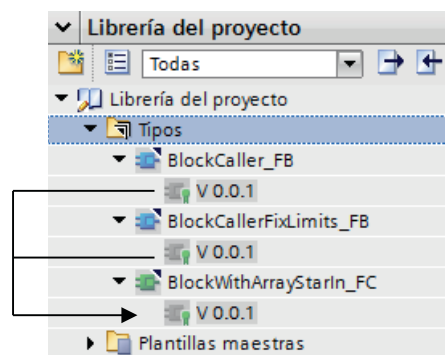 Librería del proyecto
Todas
Librería del proyecto
Tipos
BlockCaller_FB
V 0.0.1
BlockCallerFixLimits_FB
V 0.0.1
BlockWithArrayStarIn_FC
V 0.0.1
Plantillas maestras